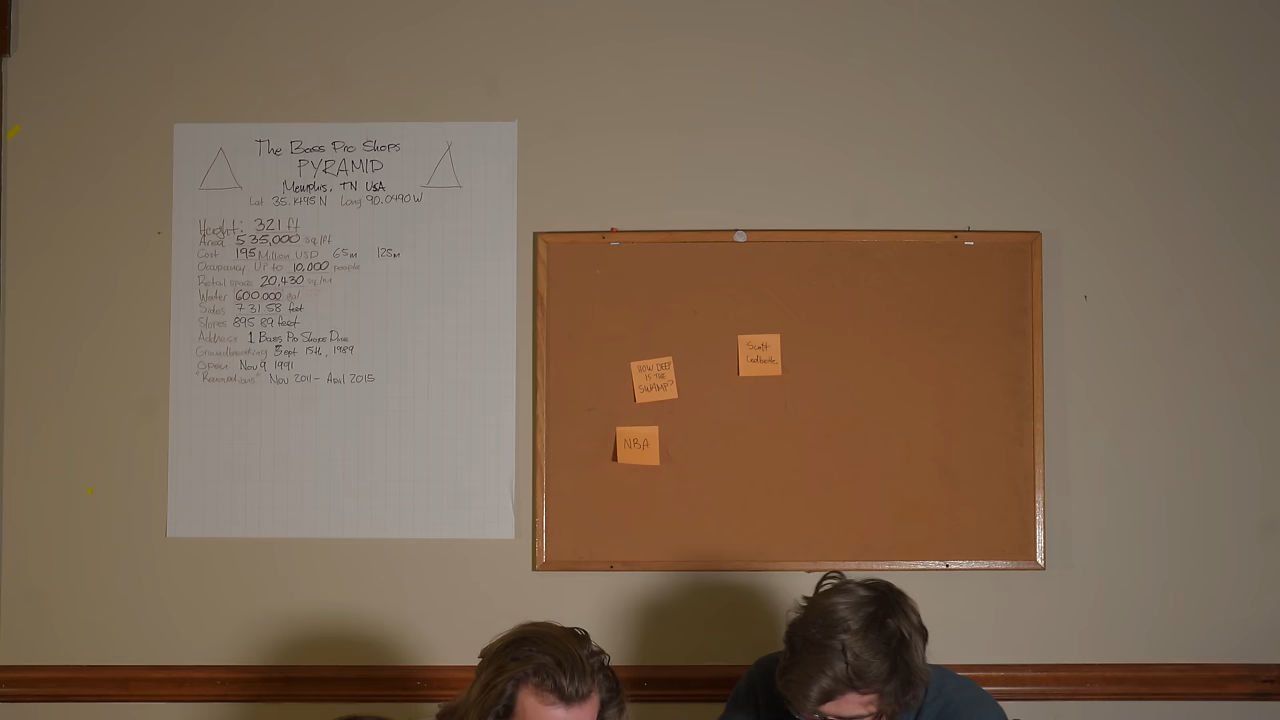 The Bass Pro Shops
PYRAMID
Memphis, TN USA
Lat 35.1495 N Long 90.0490 W
Height: 321 ft
Area 535,000 sq/ft
Cost 195 Million USD 65m 125m
Occupancy Up to 10,000 people
Retail space 20,430
Water 600,000 gal
Sides 731 58 feet
Slopes 895 89 feet
Address 1 Bass Pro Shops Drive
Groundbreaking Sept 15th, 1989
Open Nov 9 1991
"Renovations" Nov 2011 - April 2015
HOW DEEP
IS THE
SWAMP?
NBA
Scott
Ledbetter